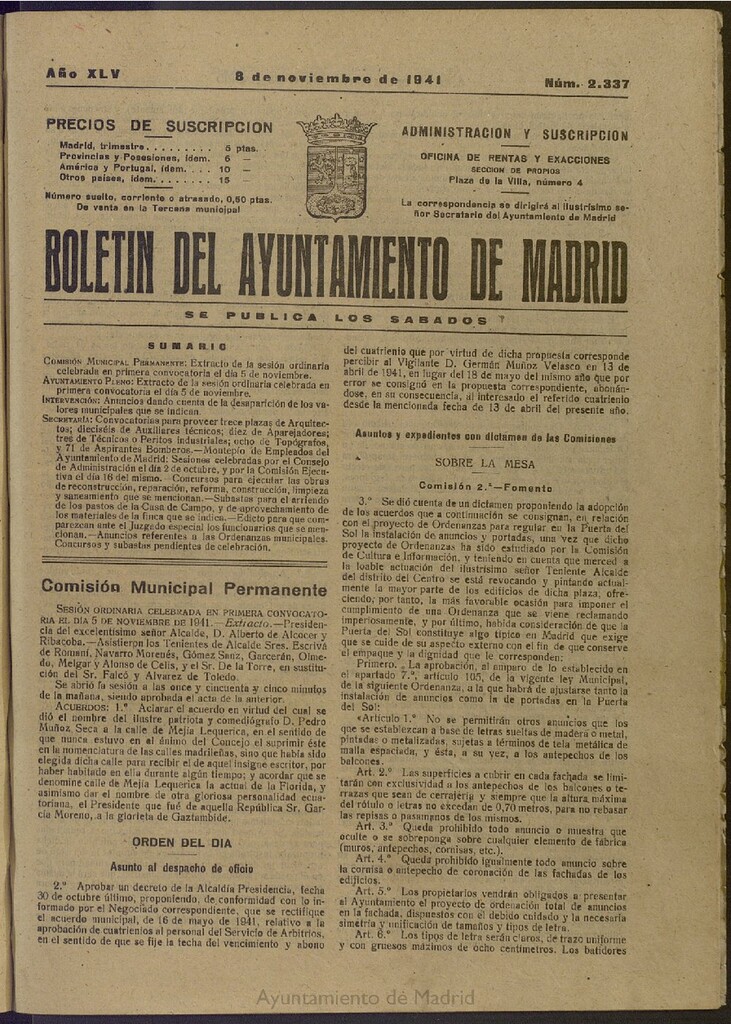 Año XLV
8 de noviembre de 1941
Núm. 2.337
PRECIOS DE SUSCRIPCION
Madrid, trimestre......... 5 ptas.
Provincias y Posesiones, ídem. 6 —
América y Portugal, ídem.... 10 —
Otros países, ídem......... 15 —
Número suelto, corriente o atrasado, 0,50 ptas.
De venta en la Tercena municipal
ADMINISTRACION Y SUSCRIPCION
OFICINA DE RENTAS Y EXACCIONES
SECCION DE PROPIOS
Plaza de la Villa, número 4
La correspondencia se dirigirá al ilustrísimo se-
ñor Secretario del Ayuntamiento de Madrid
BOLETIN DEL AYUNTAMIENTO DE MADRID
SE PUBLICA LOS SABADOS
SUMARIO
COMISIÓN MUNICIPAL PERMANENTE: Extracto de la sesión ordinaria
celebrada en primera convocatoria el día 5 de noviembre.
AYUNTAMIENTO PLENO: Extracto de la sesión ordinaria celebrada en
primera convocatoria el día 5 de noviembre.
INTERVENCIÓN: Anuncios dando cuenta de la desaparición de los va-
lores municipales que se indican.
SECRETARÍA: Convocatorias para proveer trece plazas de Arquitec-
tos; dieciséis de Auxiliares técnicos; diez de Aparejadores;
tres de Técnicos o Peritos industriales; ocho de Topógrafos,
y 71 de Aspirantes Bomberos.—Montepío de Empleados del
Ayuntamiento de Madrid: Sesiones celebradas por el Consejo
de Administración el día 2 de octubre, y por la Comisión Ejecu-
tiva el día 16 del mismo.—Concursos para ejecutar las obras
de reconstrucción, reparación, reforma, construcción, limpieza
y saneamiento que se mencionan.—Subastas para el arriendo
de los pastos de la Casa de Campo, y de aprovechamiento de
los materiales de la finca que se indica.—Edicto para que com-
parezcan ante el Juzgado especial los funcionarios que se men-
cionan.—Anuncios referentes a las Ordenanzas municipales.
Concursos y subastas pendientes de celebración.
Comisión Municipal Permanente
SESIÓN ORDINARIA CELEBRADA EN PRIMERA CONVOCATO-
RIA EL DÍA 5 DE NOVIEMBRE DE 1941.—Extracto.—Presiden-
cia del excelentísimo señor Alcalde, D. Alberto de Alcocer y
Ribacoba.—Asistieron los Tenientes de Alcalde Sres. Escrivá
de Romaní, Navarro Morenés, Gómez Sanz, Garcerán, Olme-
do, Melgar y Alonso de Celis, y el Sr. De la Torre, en sustitu-
ción del Sr. Falcó y Alvarez de Toledo.
Se abrió la sesión a las once y cincuenta y cinco minutos
de la mañana, siendo aprobada el acta de la anterior.
ACUERDOS: 1.º Aclarar el acuerdo en virtud del cual se
dió el nombre del ilustre patriota y comediógrafo D. Pedro
Muñoz Seca a la calle de Mejía Lequerica, en el sentido de
que nunca estuvo en el ánimo del Concejo el suprimir éste
en la nomenclatura de las calles madrileñas, sino que había sido
elegida dicha calle para recibir el de aquel insigne escritor, por
haber habitado en ella durante algún tiempo; y acordar que se
denomine calle de Mejía Lequerica la actual de la Florida, y
asimismo dar el nombre de otra gloriosa personalidad ecua-
toriana, el Presidente que fué de aquella República Sr. Gar-
cía Moreno, a la glorieta de Gaztambide.
ORDEN DEL DIA
Asunto al despacho de oficio
2.º Aprobar un decreto de la Alcaldía Presidencia, fecha
30 de octubre último, proponiendo, de conformidad con lo in-
formado por el Negociado correspondiente, que se rectifique
el acuerdo municipal, de 16 de mayo de 1941, relativo a la
aprobación de cuatrienios al personal del Servicio de Arbitrios,
en el sentido de que se fije la fecha del vencimiento y abono
del cuatrienio que por virtud de dicha propuesta corresponde
percibir al Vigilante D. Germán Muñoz Velasco en 13 de
abril de 1941, en lugar del 18 de mayo del mismo año que por
error se consignó en la propuesta correspondiente, abonán-
dose, en su consecuencia, al interesado el referido cuatrienio
desde la mencionada fecha de 13 de abril del presente año.
Asuntos y expedientes con dictamen de las Comisiones
SOBRE LA MESA
Comisión 2.ª—Fomento
3.º Se dió cuenta de un dictamen proponiendo la adopción
de los acuerdos que a continuación se consignan, en relación
con el proyecto de Ordenanzas para regular en la Puerta del
Sol la instalación de anuncios y portadas, una vez que dicho
proyecto de Ordenanzas ha sido estudiado por la Comisión
de Cultura e Información, y teniendo en cuenta que merced a
la loable actuación del ilustrísimo señor Teniente Alcalde
del distrito del Centro se está revocando y pintando actual-
mente la mayor parte de los edificios de dicha plaza, ofre-
ciendo, por tanto, la más favorable ocasión para imponer el
cumplimiento de una Ordenanza que se viene reclamando
imperiosamente, y por último, habida consideración de que la
Puerta del Sol constituye algo típico en Madrid que exige
que se cuide de su aspecto externo con el fin de que conserve
el empaque y la dignidad que le corresponden:
Primero. La aprobación, al amparo de lo establecido en
el apartado 7.º, artículo 105, de la vigente ley Municipal,
de la siguiente Ordenanza, a la que habrá de ajustarse tanto la
instalación de anuncios como la de portadas en la Puerta
del Sol:
«Artículo 1.º No se permitirán otros anuncios que los
que se establezcan a base de letras sueltas de madera o metal,
pintadas o metalizadas, sujetas a términos de tela metálica de
malla espaciada, y ésta, a su vez, a los antepechos de los
balcones.
Art. 2.º Las superficies a cubrir en cada fachada se limi-
tarán con exclusividad a los antepechos de los balcones o te-
rrazas que sean de cerrajería y siempre que la altura máxima
del rótulo o letras no excedan de 0,70 metros, para no rebasar
las repisas o pasamanos de los mismos.
Art. 3.º Queda prohibido todo anuncio o muestra que
oculte o se sobreponga sobre cualquier elemento de fábrica
(muros, antepechos, cornisas, etc.).
Art. 4.º Queda prohibido igualmente todo anuncio sobre
la cornisa o antepecho de coronación de las fachadas de los
edificios.
Art. 5.º Los propietarios vendrán obligados a presentar
al Ayuntamiento el proyecto de ordenación total de anuncios
en la fachada, dispuestos con el debido cuidado y la necesaria
simetría y unificación de tamaños y tipos de letra.
Art. 6.º Los tipos de letra serán claros, de trazo uniforme
y con gruesos máximos de ocho centímetros. Los batidores
Ayuntamiento de Madrid